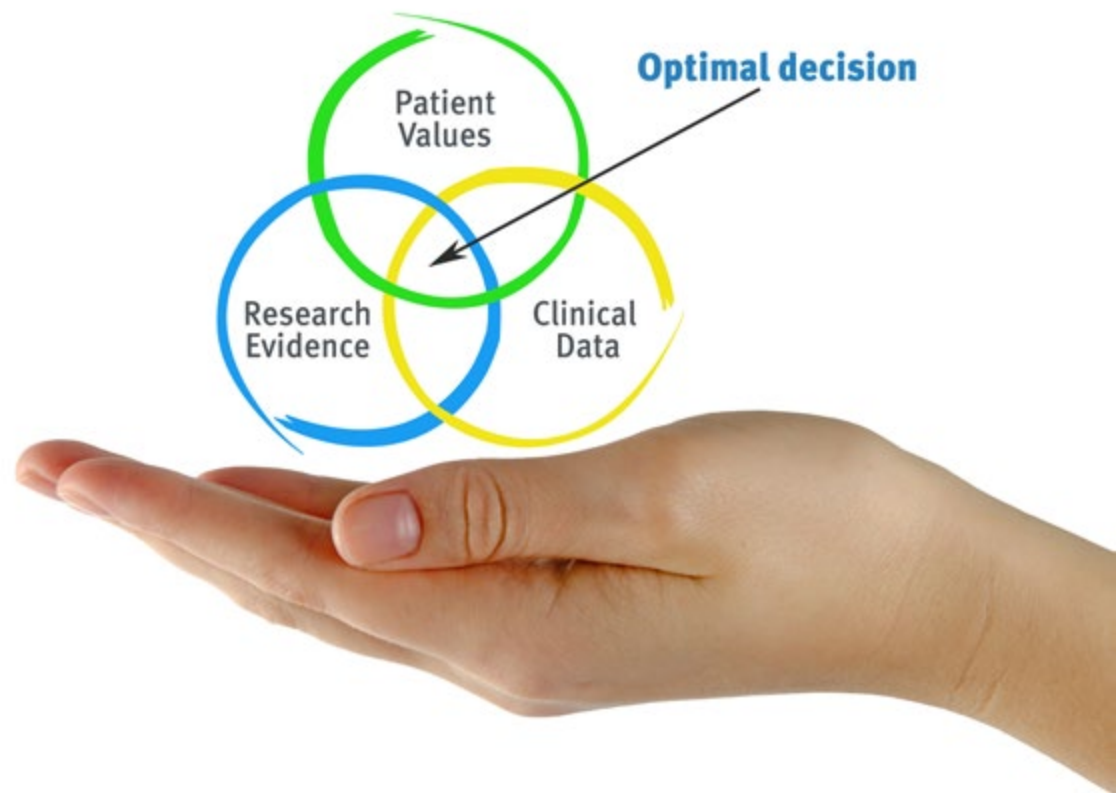 Optimal decision
Patient
Values
Research
Evidence
Clinical
Data